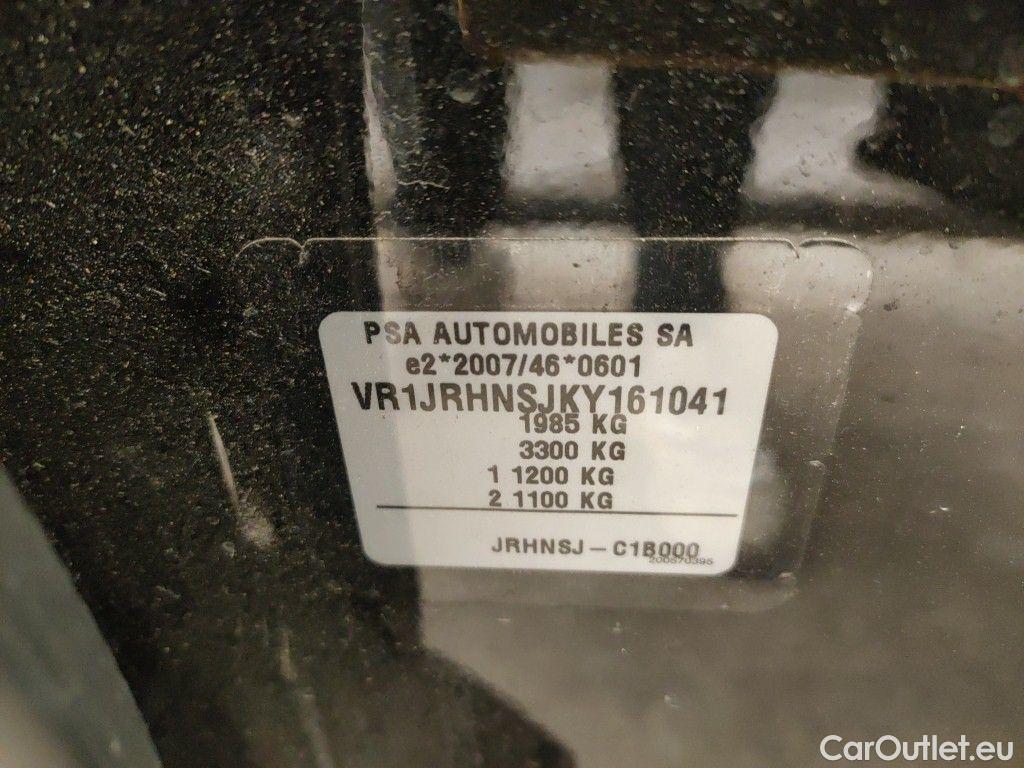 PSA AUTOMOBILES SA
e2*2007/46*0601
VR1JRHNSJKY161041
1985 KG
3300 KG
1 1200 KG
2 1100 KG
JRHNSJ-C1B000
200570395
CarOutlet.eu